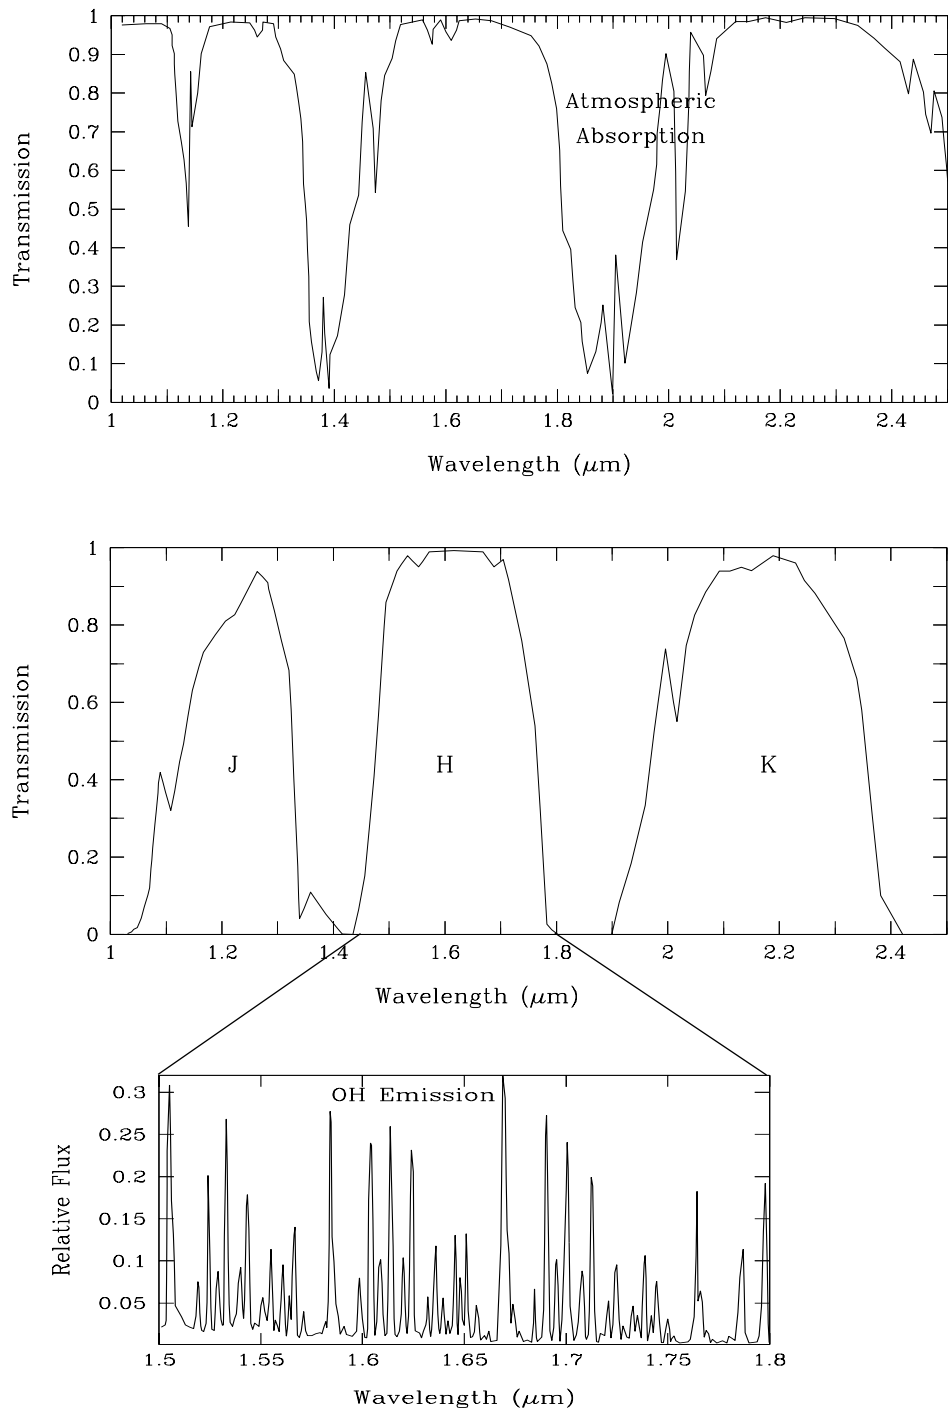 1
0.9
0.8
0.7
0.6
0.5
0.4
0.3
0.2
0.1
0
Transmission
Atmospheric
Absorption
1 1.2 1.4 1.6 1.8 2 2.2 2.4
Wavelength (μm)
1
0.8
0.6
0.4
0.2
0
Transmission
J H K
1 1.2 1.4 1.6 1.8 2 2.2 2.4
Wavelength (μm)
OH Emission
0.3
0.25
0.2
0.15
0.1
0.05
Relative Flux
1.5 1.55 1.6 1.65 1.7 1.75 1.8
Wavelength (μm)